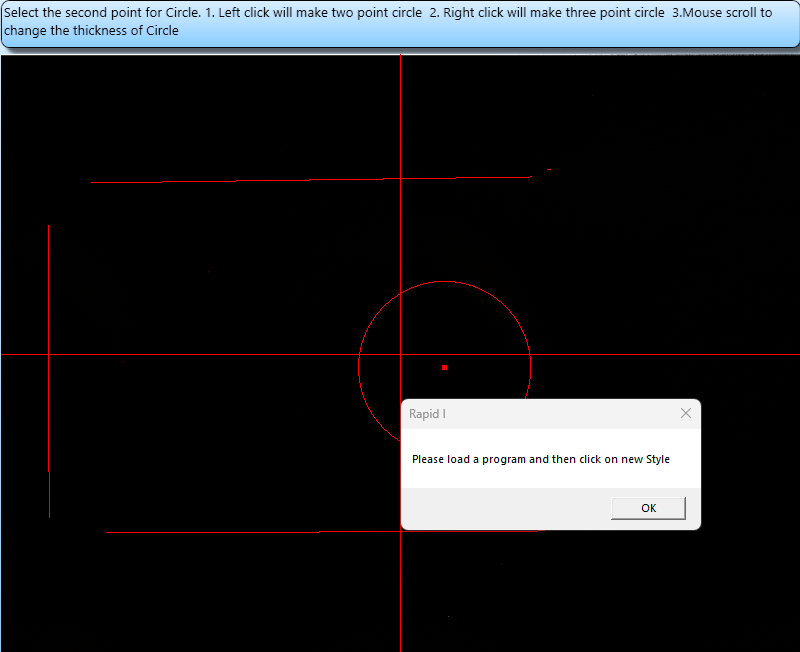 Select the second point for Circle. 1. Left click will make two point circle  2. Right click will make three point circle  3.Mouse scroll to
change the thickness of Circle
Rapid I
Please load a program and then click on new Style
OK